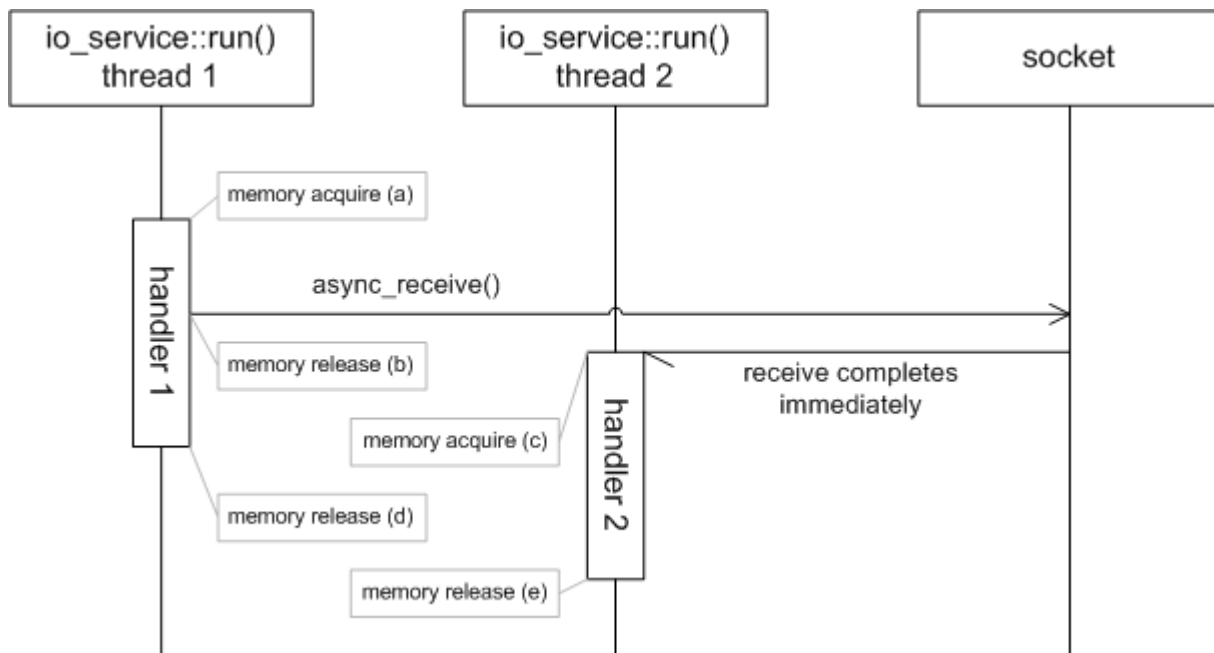 io_service::run()
thread 1
io_service::run()
thread 2
socket
memory acquire (a)
handler 1
async_receive()
memory release (b)
receive completes
immediately
memory acquire (c)
handler 2
memory release (d)
memory release (e)